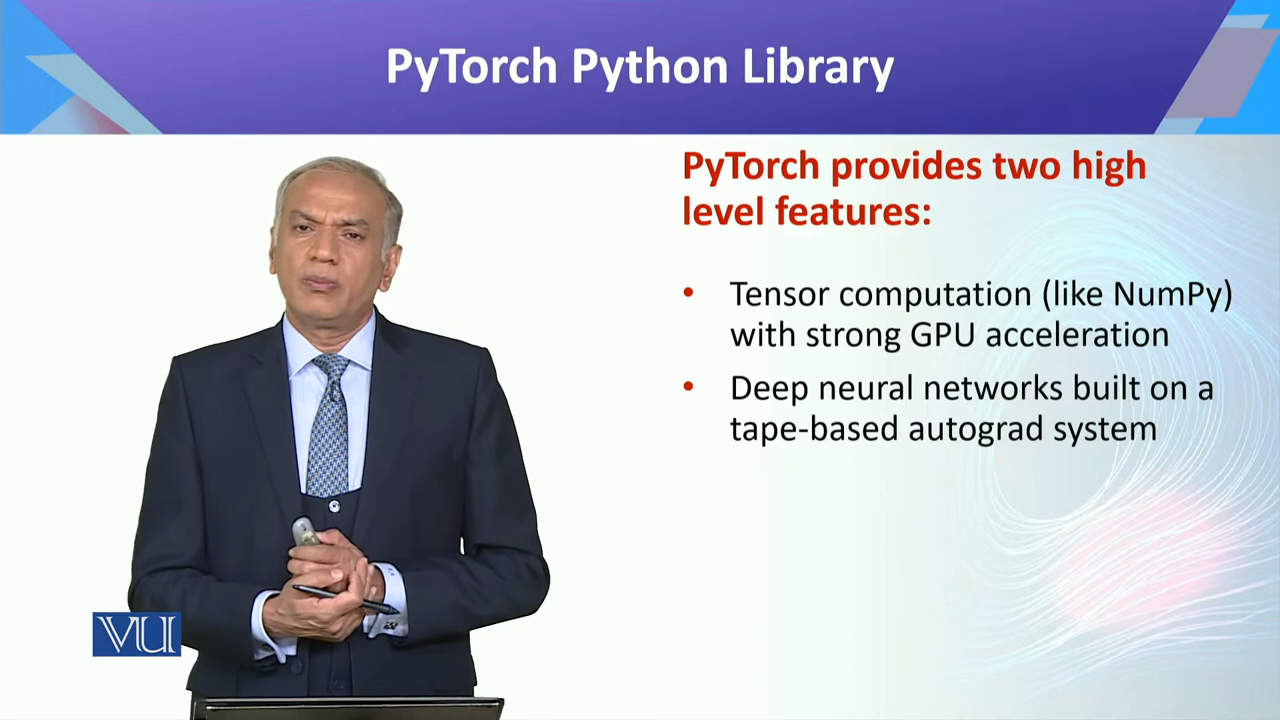 PyTorch Python Library
PyTorch provides two high
level features:
• Tensor computation (like NumPy)
with strong GPU acceleration
• Deep neural networks built on a
tape-based autograd system
VU